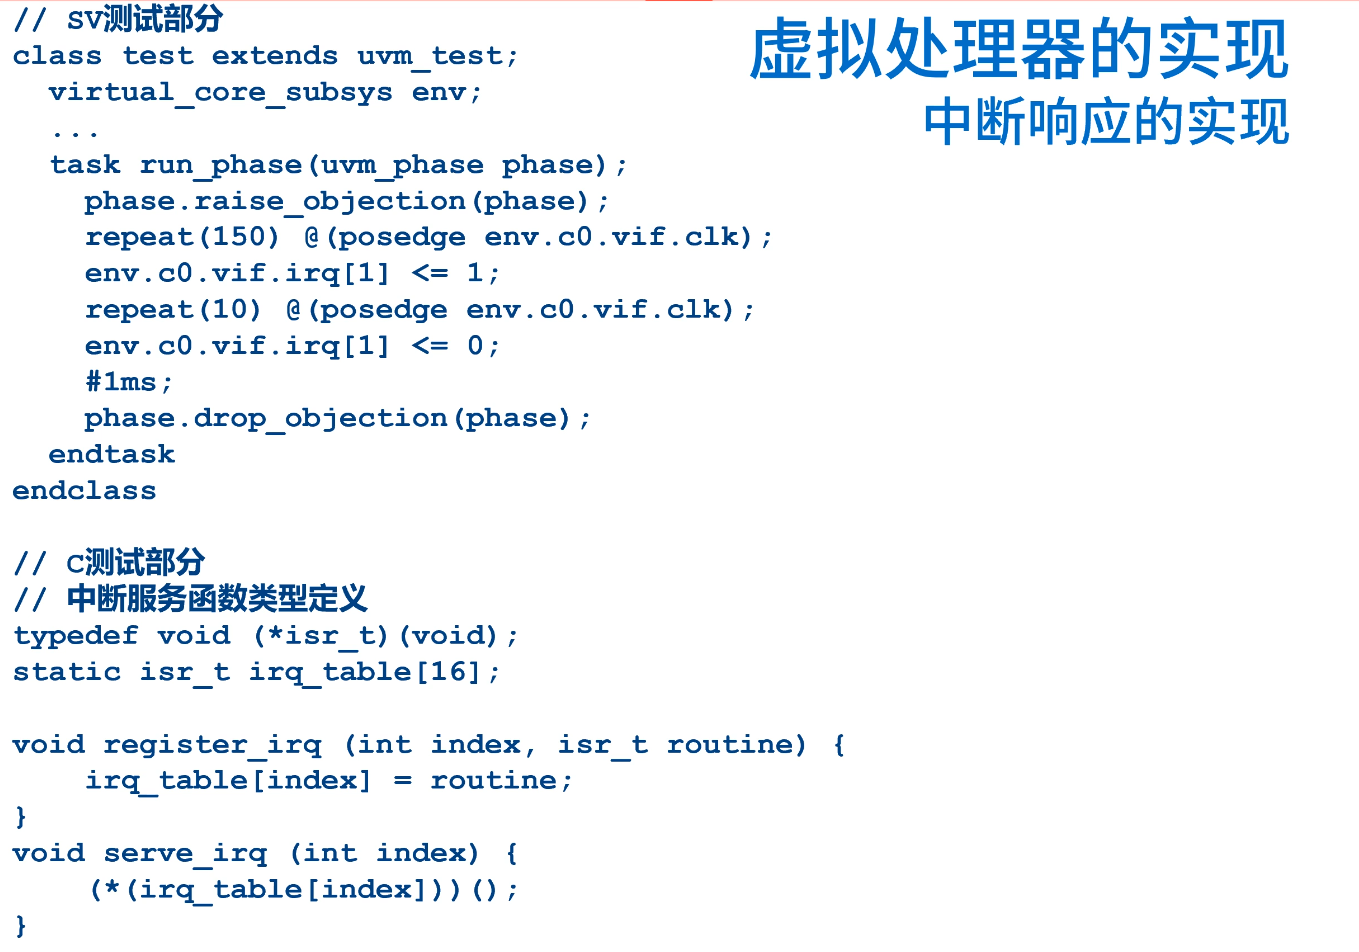 虚拟处理器的实现
中断响应的实现
// SV测试部分
class test extends uvm_test;
  virtual_core_subsys env;
  ...
  task run_phase(uvm_phase phase);
    phase.raise_objection(phase);
    repeat(150) @(posedge env.c0.vif.clk);
    env.c0.vif.irq[1] <= 1;
    repeat(10) @(posedge env.c0.vif.clk);
    env.c0.vif.irq[1] <= 0;
    #1ms;
    phase.drop_objection(phase);
  endtask
endclass
// C测试部分
// 中断服务函数类型定义
typedef void (*isr_t)(void);
static isr_t irq_table[16];
void register_irq (int index, isr_t routine) {
    irq_table[index] = routine;
}
void serve_irq (int index) {
    (*(irq_table[index]))();
}